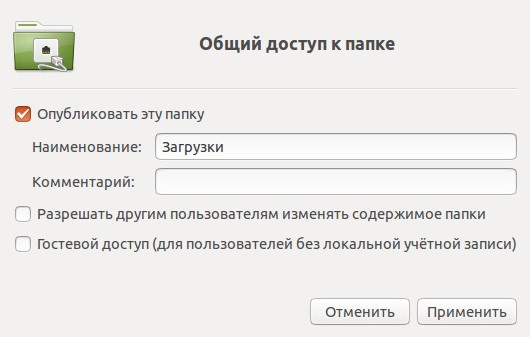 Общий доступ к папке
Опубликовать эту папку
Наименование: Загрузки
Комментарий:
Разрешать другим пользователям изменять содержимое папки
Гостевой доступ (для пользователей без локальной учётной записи)
Отменить Применить